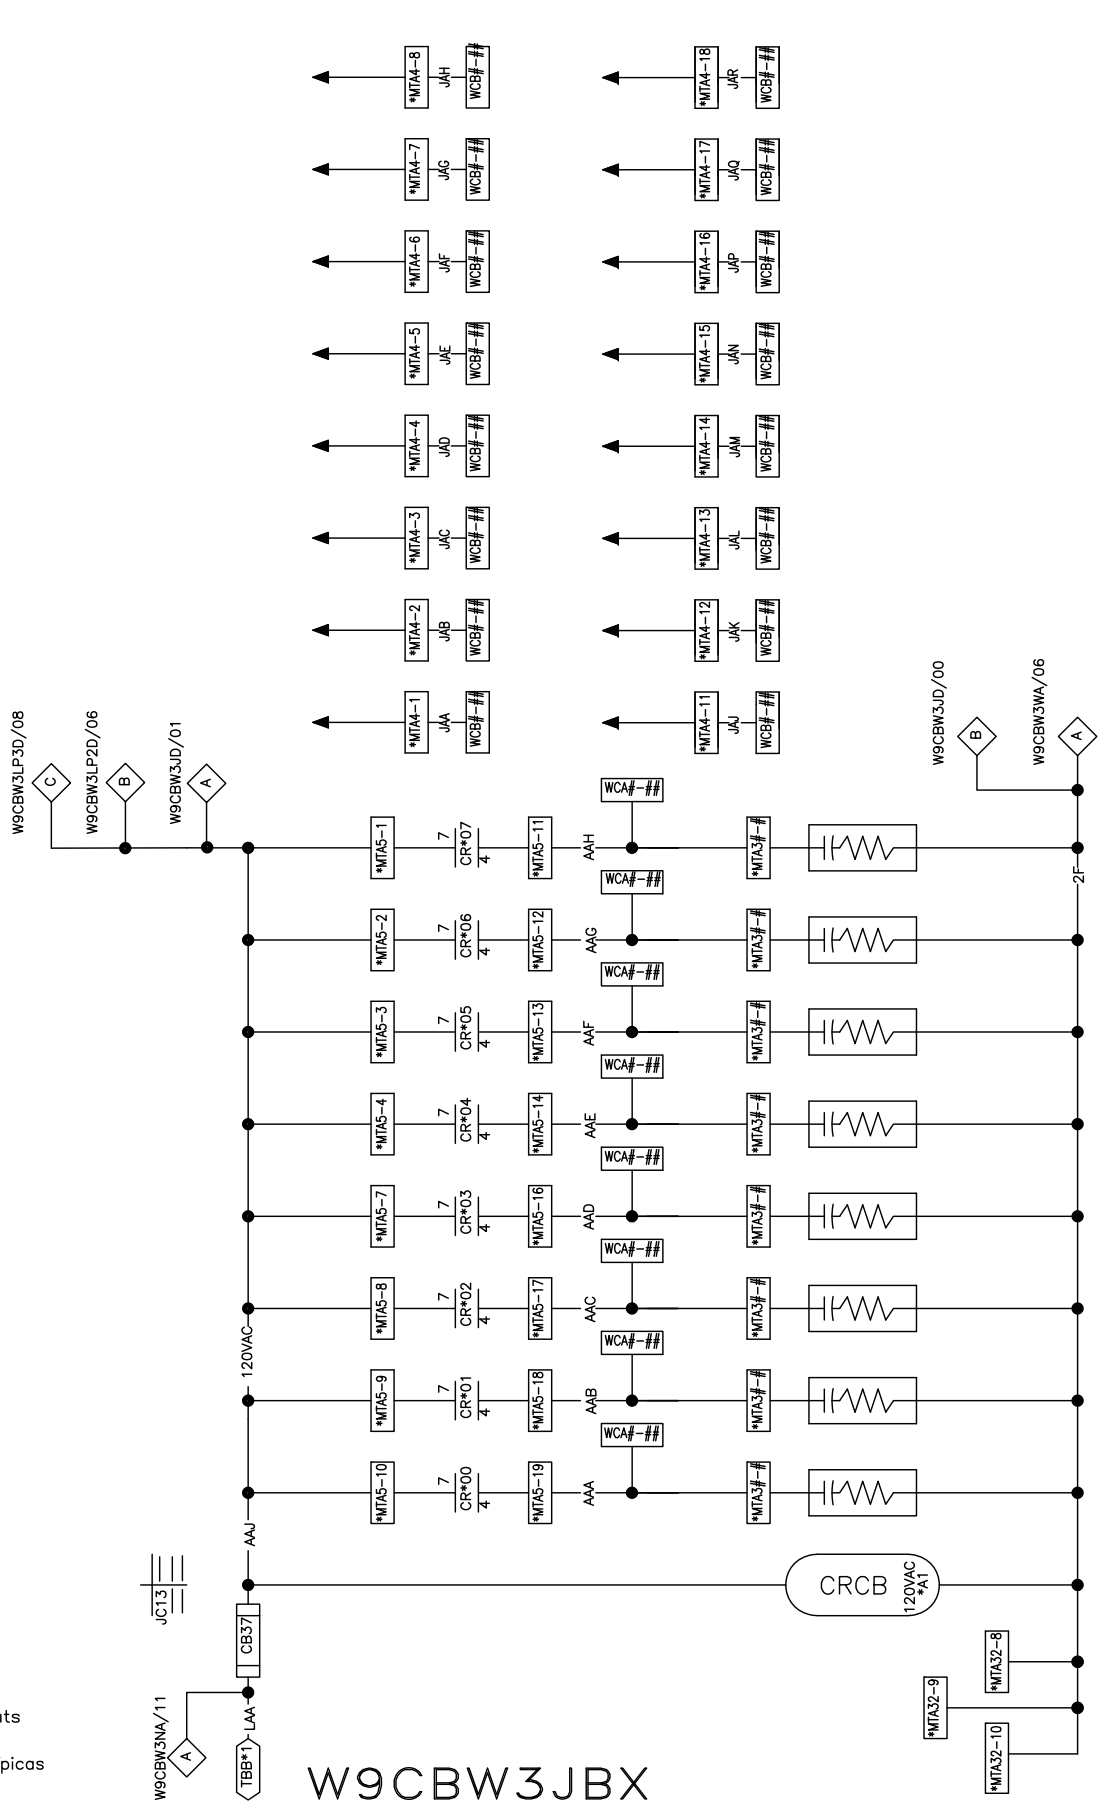 *MTA4-8
JAH
WCB#-##
*MTA4-18
JAR
WCB#-##
*MTA4-7
JAG
WCB#-##
*MTA4-17
JAQ
WCB#-##
*MTA4-6
JAF
WCB#-##
*MTA4-16
JAP
WCB#-##
*MTA4-5
JAE
WCB#-##
*MTA4-15
JAN
WCB#-##
*MTA4-4
JAD
WCB#-##
*MTA4-14
JAM
WCB#-##
*MTA4-3
JAC
WCB#-##
*MTA4-13
JAL
WCB#-##
*MTA4-2
JAB
WCB#-##
*MTA4-12
JAK
WCB#-##
*MTA4-1
JAA
WCB#-##
*MTA4-11
JAJ
WCB#-##
W9CBW3LP3D/08
C
W9CBW3LP2D/06
B
W9CBW3JD/01
A
W9CBW3JD/00
B
W9CBW3WA/06
A
*MTA5-1
7
CR*07
4
*MTA5-11
AAH
WCA#-##
*MTA3#-#
2F
*MTA5-2
7
CR*06
4
*MTA5-12
AAG
WCA#-##
*MTA3#-#
*MTA5-3
7
CR*05
4
*MTA5-13
AAF
WCA#-##
*MTA3#-#
*MTA5-4
7
CR*04
4
*MTA5-14
AAE
WCA#-##
*MTA3#-#
*MTA5-7
7
CR*03
4
*MTA5-16
AAD
WCA#-##
*MTA3#-#
*MTA5-8
7
CR*02
4
*MTA5-17
AAC
WCA#-##
*MTA3#-#
120VAC
*MTA5-9
7
CR*01
4
*MTA5-18
AAB
WCA#-##
*MTA3#-#
*MTA5-10
7
CR*00
4
*MTA5-19
AAA
WCA#-##
*MTA3#-#
AAJ
JC13
CRCB
120VAC
*A1
CB37
*MTA32-8
*MTA32-9
*MTA32-10
W9CBW3NA/11
A
LAA
TBB*1
W9CBW3JBX